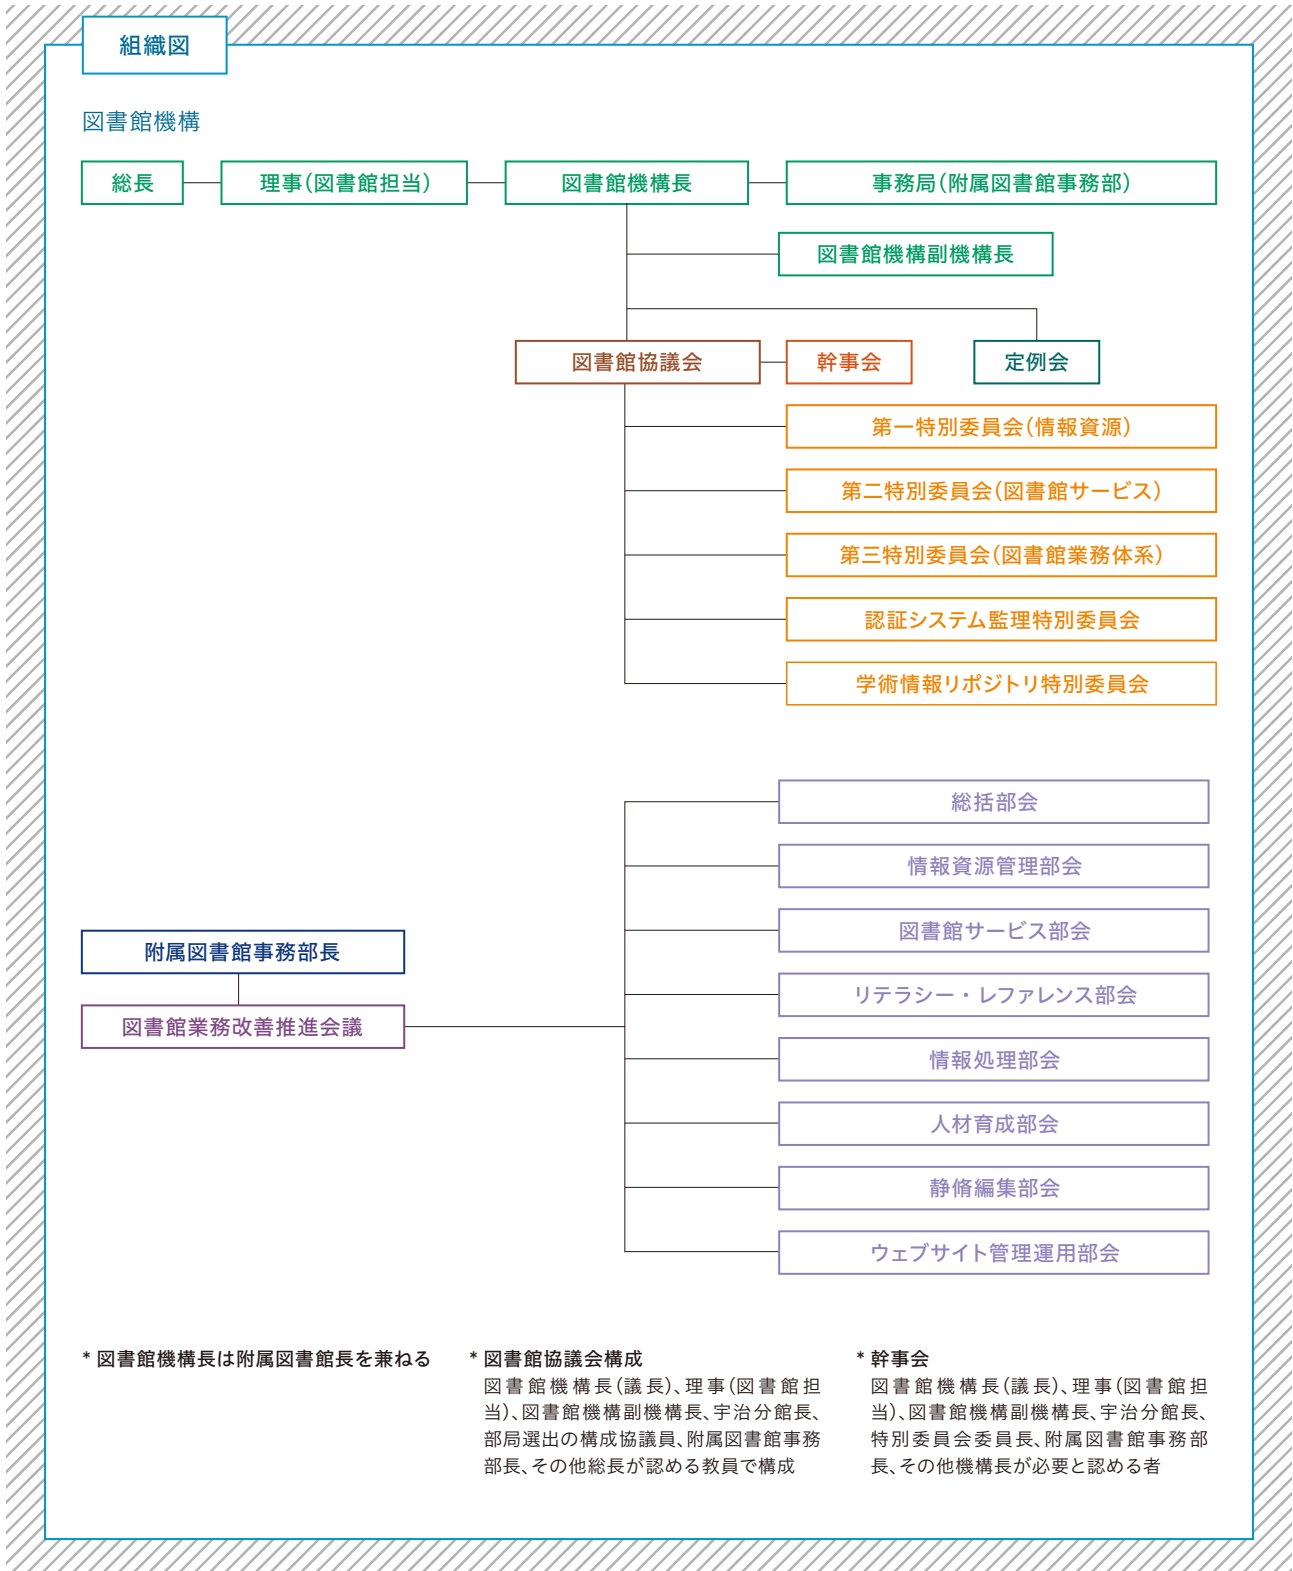 組織図
図書館機構
総長
理事(図書館担当)
図書館機構長
事務局(附属図書館事務部)
図書館機構副機構長
図書館協議会
幹事会
定例会
第一特別委員会(情報資源)
第二特別委員会(図書館サービス)
第三特別委員会(図書館業務体系)
認証システム監理特別委員会
学術情報リポジトリ特別委員会
総括部会
情報資源管理部会
図書館サービス部会
附属図書館事務部長
リテラシー・レファレンス部会
図書館業務改善推進会議
情報処理部会
人材育成部会
静脩編集部会
ウェブサイト管理運用部会
* 図書館機構長は附属図書館長を兼ねる
* 図書館協議会構成
図書館機構長(議長)、理事(図書館担
当)、図書館機構副機構長、宇治分館長、
部局選出の構成協議員、附属図書館事務
部長、その他総長が認める教員で構成
* 幹事会
図書館機構長(議長)、理事(図書館担
当)、図書館機構副機構長、宇治分館長、
特別委員会委員長、附属図書館事務部
長、その他機構長が必要と認める者